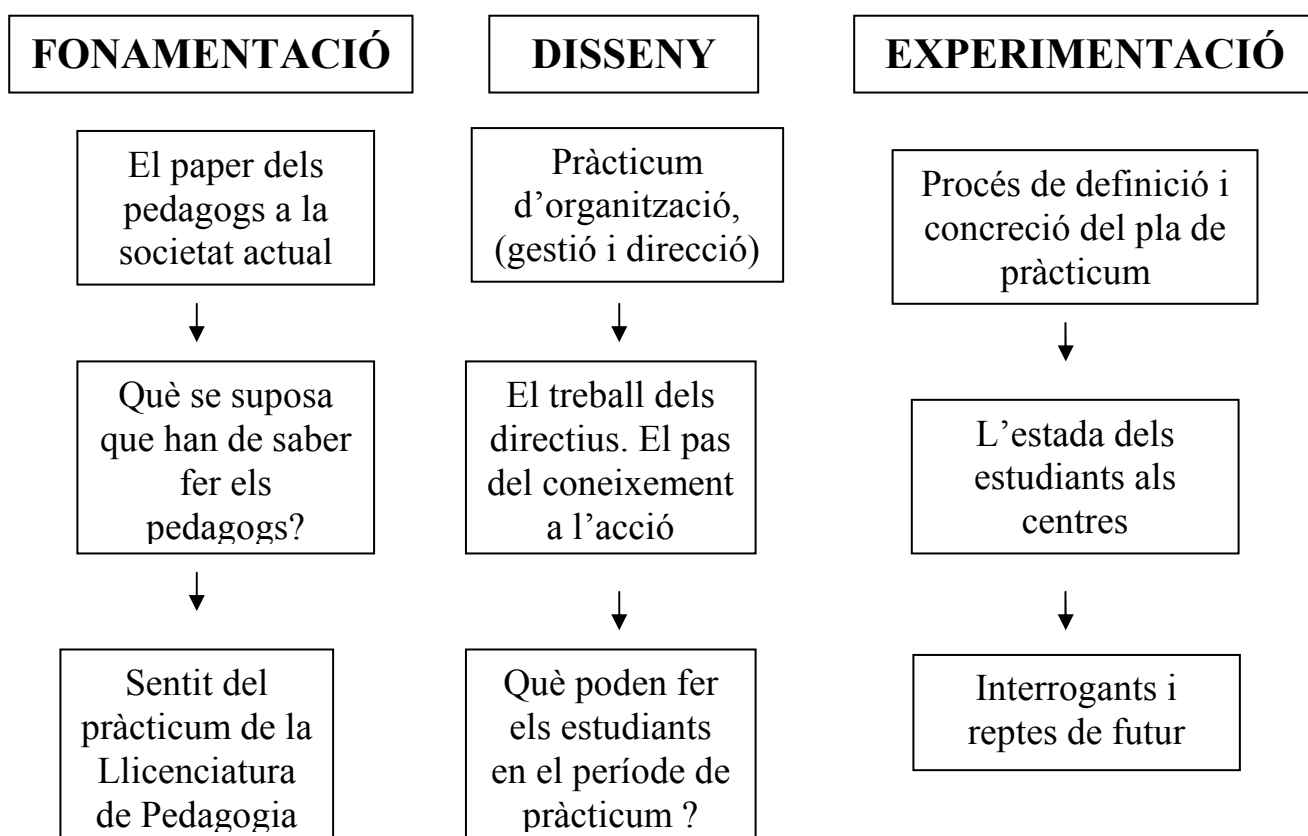 FONAMENTACIÓ
El paper dels
pedagogs a la
societat actual
Què se suposa
que han de saber
fer els
pedagogs?
Sentit del
pràcticum de la
Llicenciatura
de Pedagogia
DISSENY
Pràcticum
d’organització,
(gestió i direcció)
El treball dels
directius. El pas
del coneixement
a l’acció
Què poden fer
els estudiants
en el període de
pràcticum ?
EXPERIMENTACIÓ
Procés de definició i
concreció del pla de
pràcticum
L’estada dels
estudiants als
centres
Interrogants i
reptes de futur